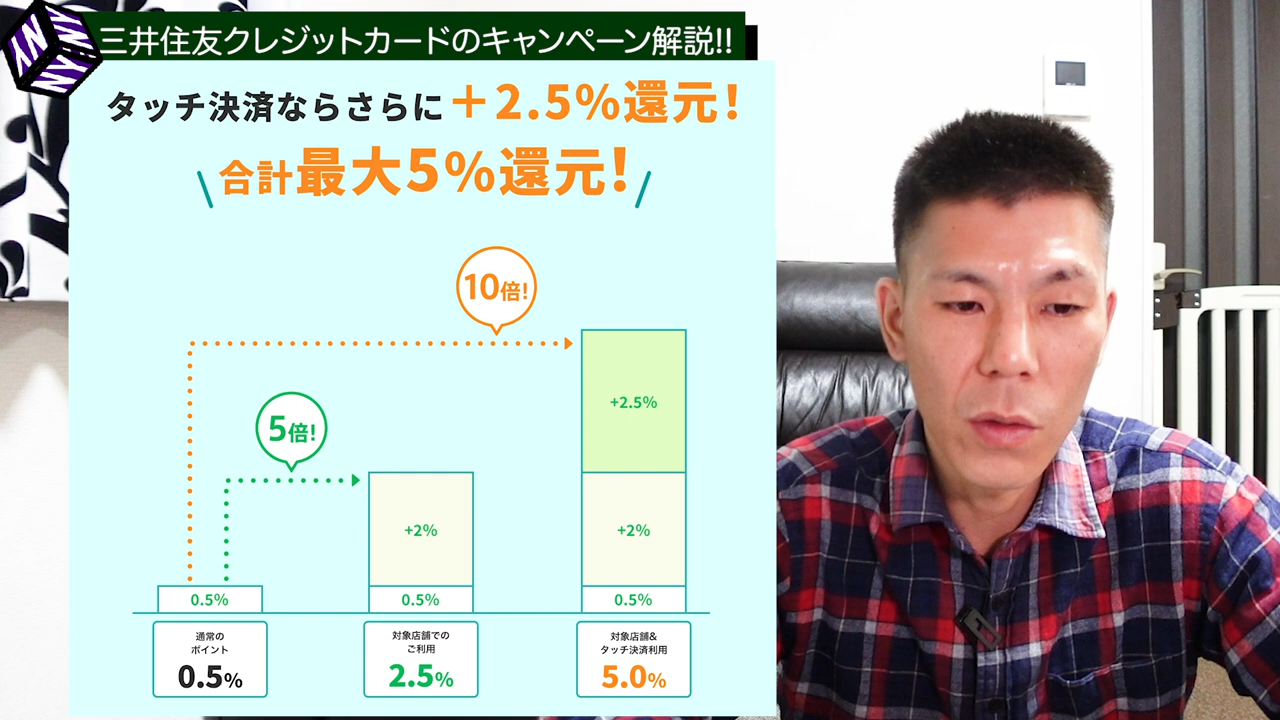 三井住友クレジットカードのキャンペーン解説!!
タッチ決済ならさらに+2.5%還元!
合計最大5%還元!
10倍!
5倍!
+2.5%
+2%
+2%
0.5%
0.5%
0.5%
通常の
ポイント
0.5%
対象店舗での
ご利用
2.5%
対象店舗&
タッチ決済利用
5.0%